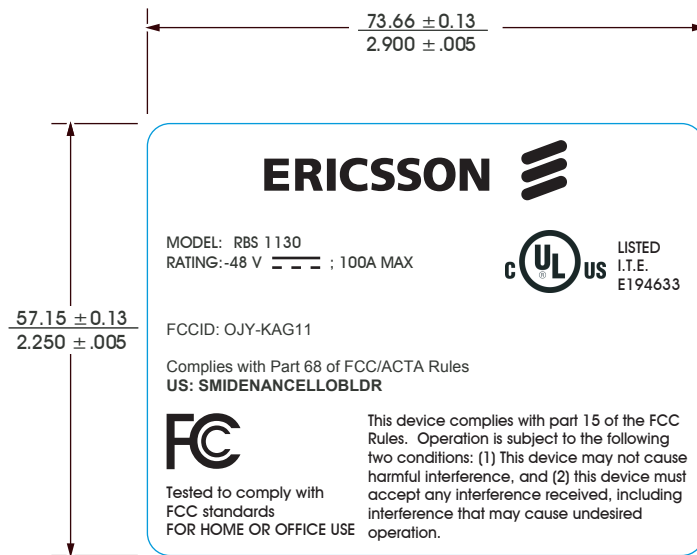 73.66 ±0.13
2.900 ±.005
ERICSSON
MODEL: RBS 1130
RATING:-48 V ; 100A MAX
C UL US
®
LISTED
I.T.E.
E194633
57.15 ±0.13
2.250 ±.005
FCCID: OJY-KAG11
Complies with Part 68 of FCC/ACTA Rules
US: SMIDENANCELLOBLDR
FC
Tested to comply with
FCC standards
FOR HOME OR OFFICE USE
This device complies with part 15 of the FCC
Rules. Operation is subject to the following
two conditions: (1) This device may not cause
harmful interference, and (2) this device must
accept any interference received, including
interference that may cause undesired
operation.